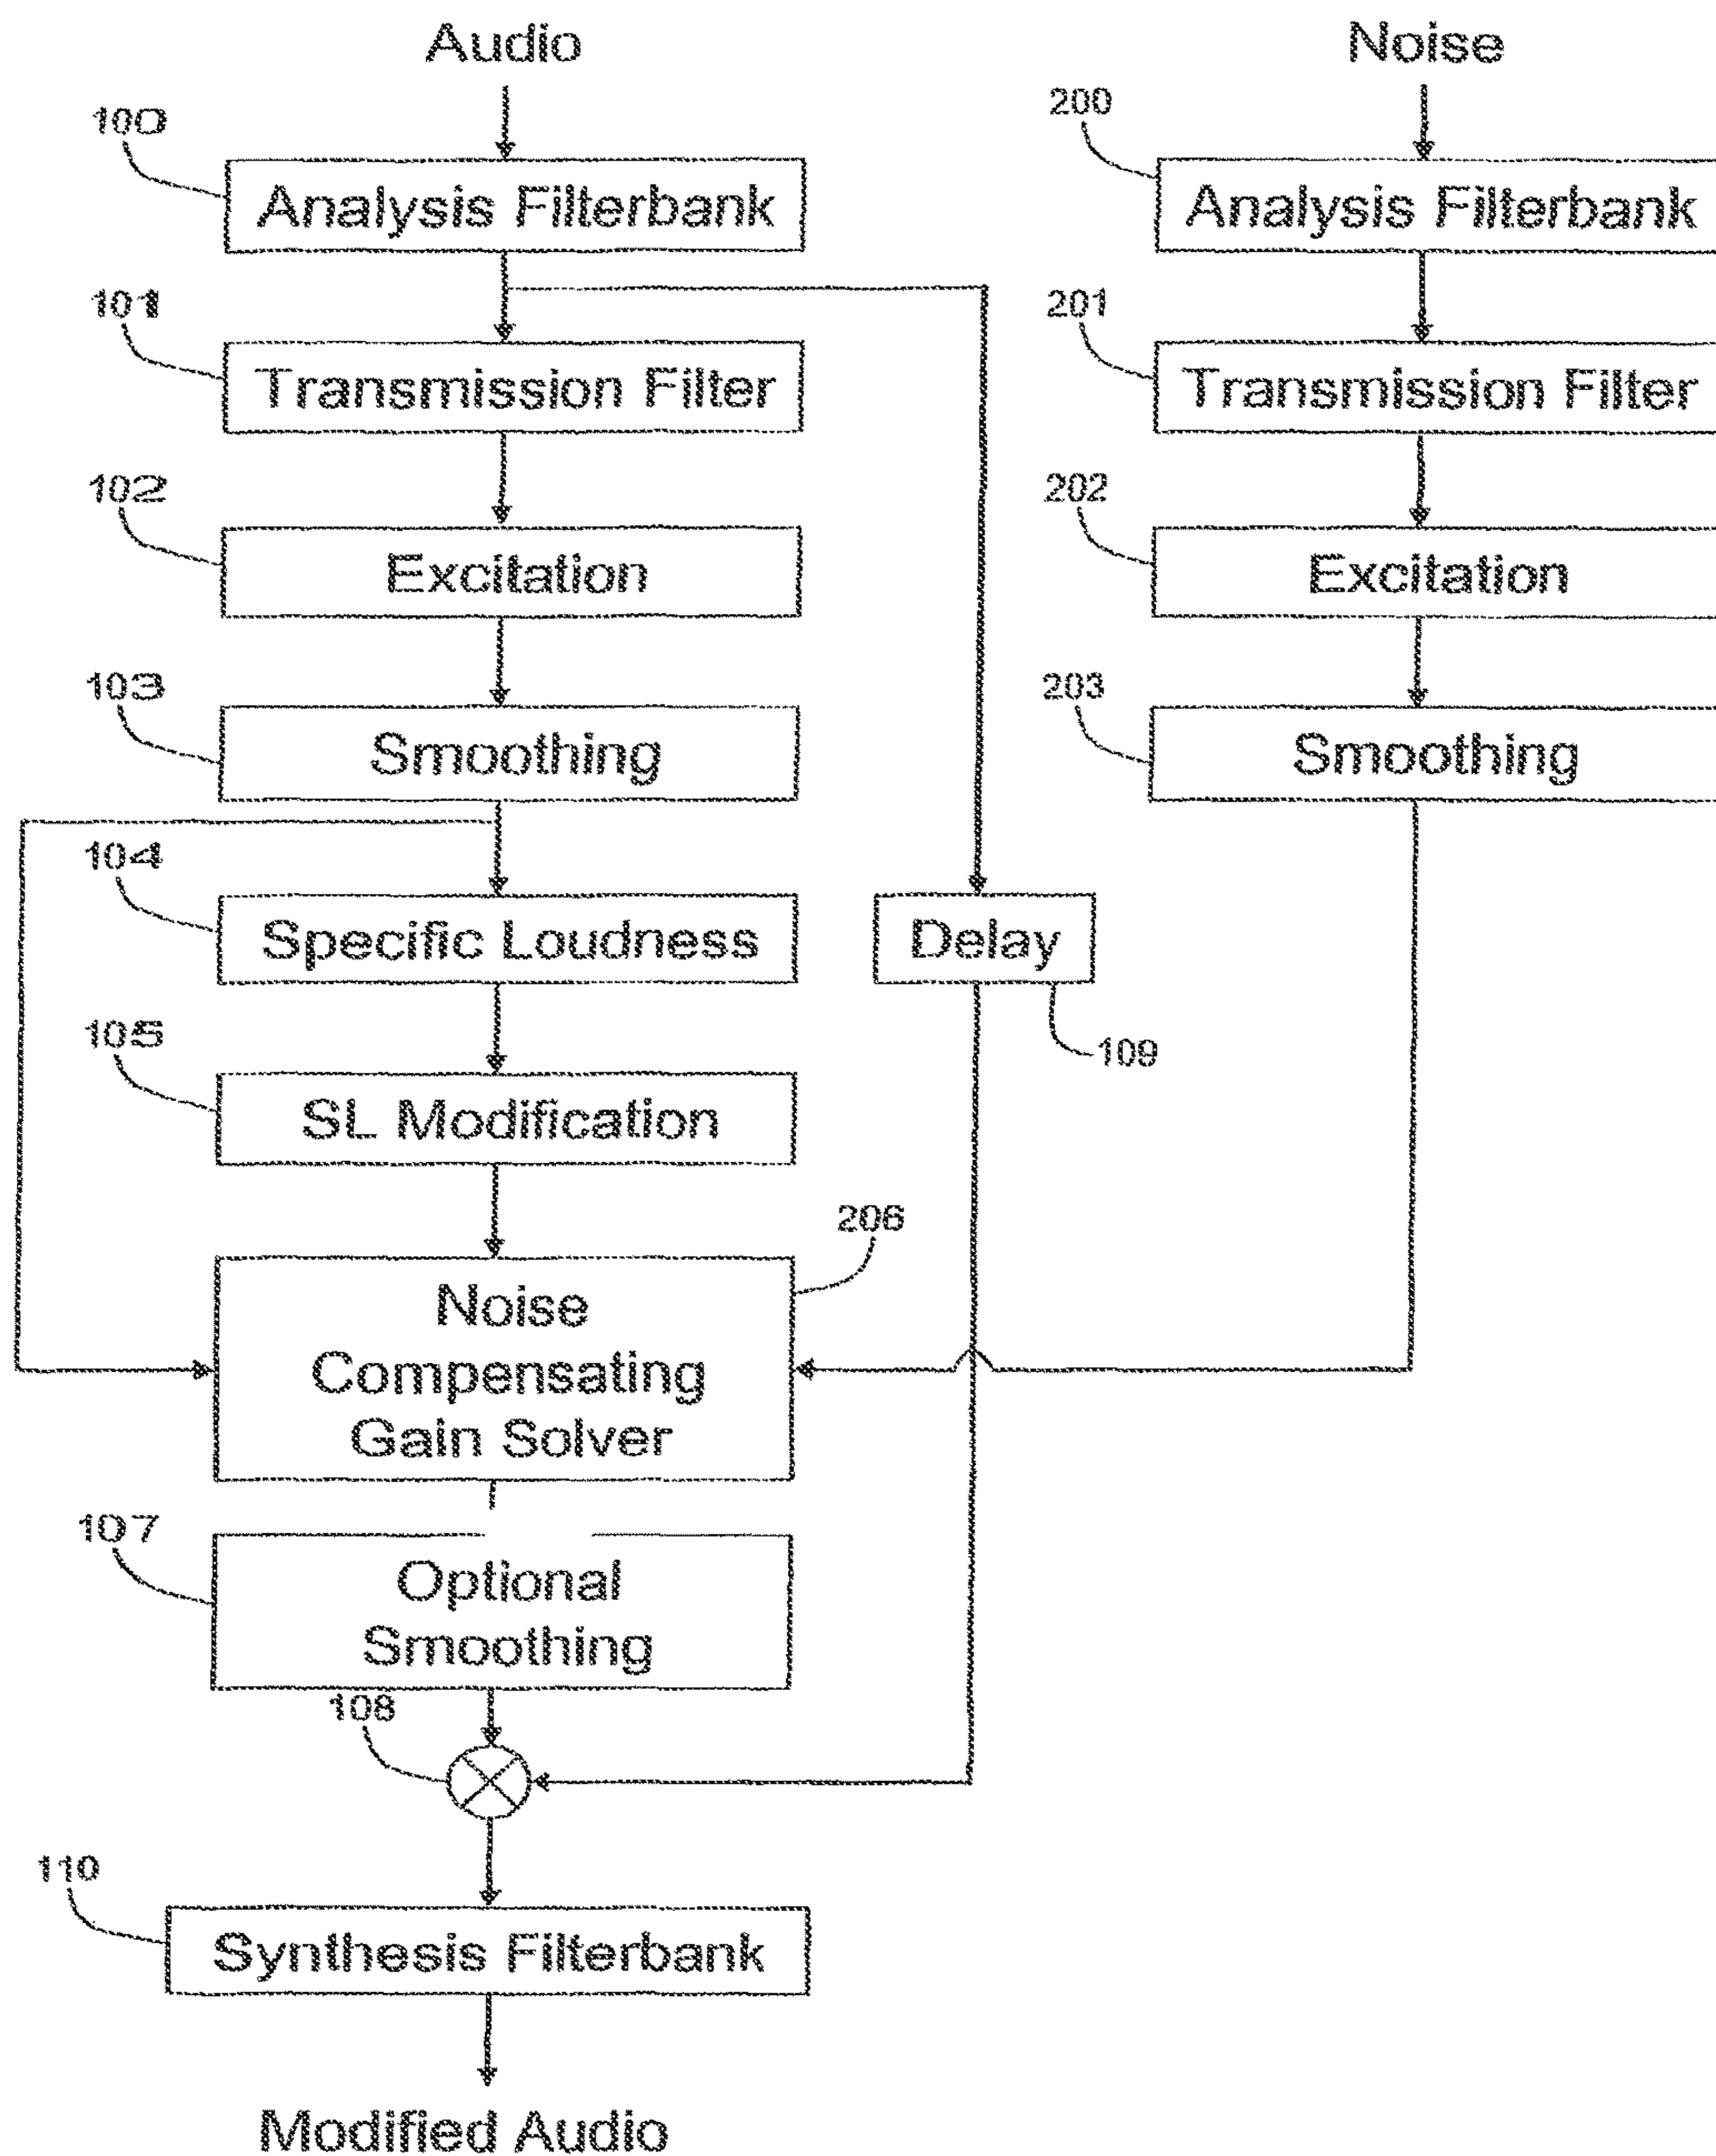 Audio
Noise
100
200
Analysis Filterbank
Analysis Filterbank
101
201
Transmission Filter
Transmission Filter
102
202
Excitation
Excitation
103
203
Smoothing
Smoothing
104
Specific Loudness
Delay
105
109
SL Modification
206
Noise
Compensating
Gain Solver
107
Optional
Smoothing
108
110
Synthesis Filterbank
Modified Audio